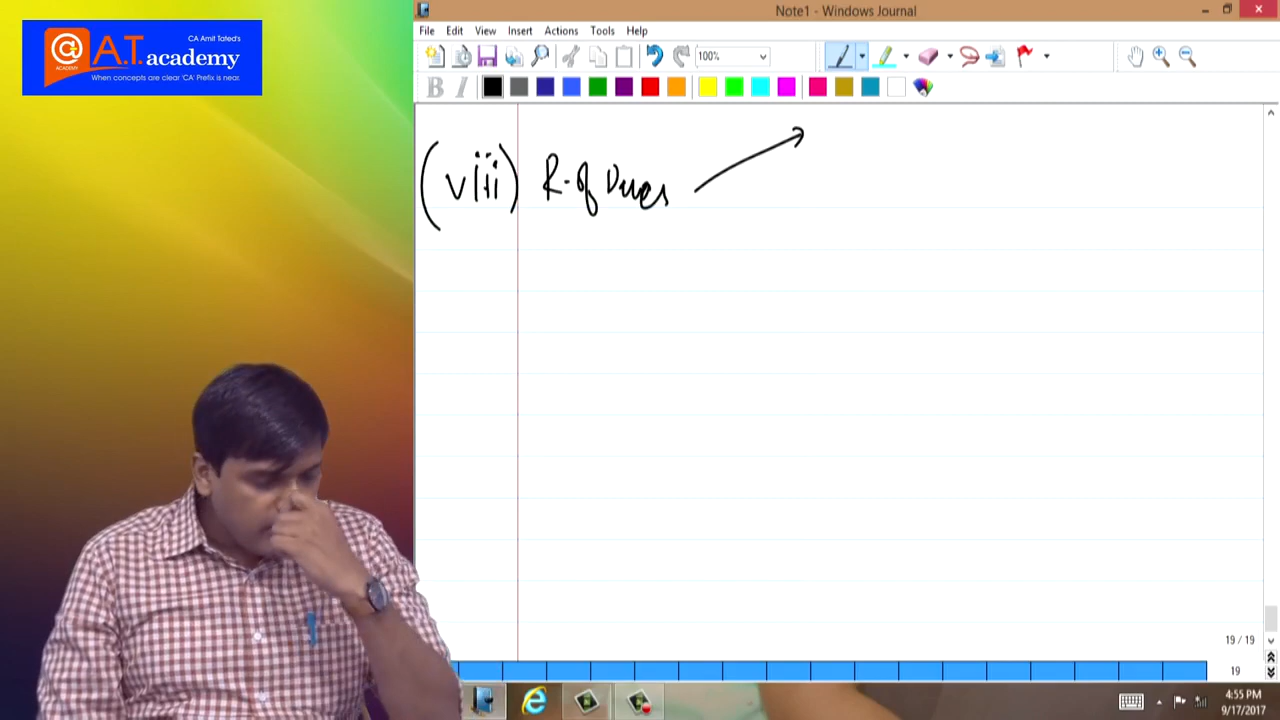 Note1 - Windows Journal
CA Amit Tated's
@ A.T. academy
ACADEMY
When concepts are clear 'CA' Prefix is near.
File Edit View Insert Actions Tools Help
100%
B I
(viii) R. of Dues
19 / 19
19
4:55 PM
9/17/2017